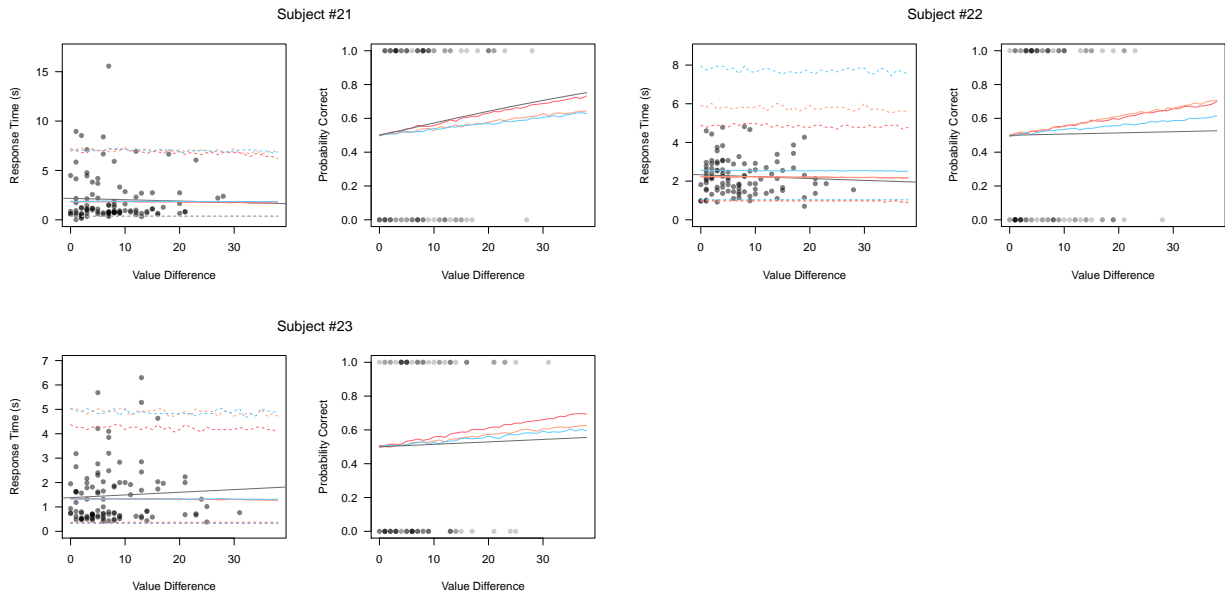 Subject #21
Response Time (s)
15
10
5
0
0 10 20 30
Value Difference
Probability Correct
1.0
0.8
0.6
0.4
0.2
0.0
0 10 20 30
Value Difference
Subject #22
Response Time (s)
8
6
4
2
0
0 10 20 30
Value Difference
Probability Correct
1.0
0.8
0.6
0.4
0.2
0.0
0 10 20 30
Value Difference
Subject #23
Response Time (s)
7
6
5
4
3
2
1
0
0 10 20 30
Value Difference
Probability Correct
1.0
0.8
0.6
0.4
0.2
0.0
0 10 20 30
Value Difference